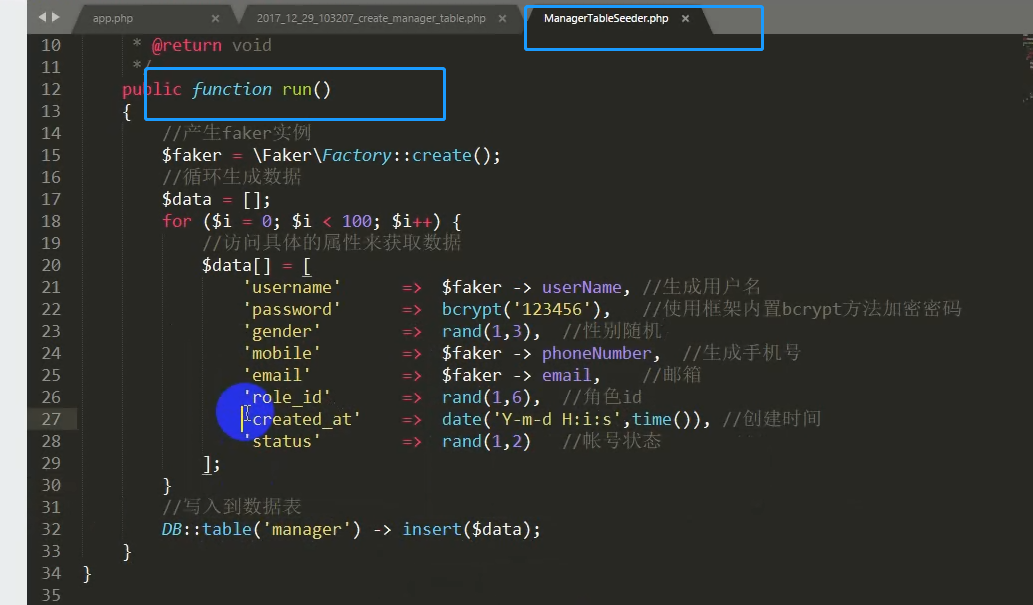 app.php × 2017_12_29_103207_create_manager_table.php × ManagerTableSeeder.php ×
10 * @return void
11 */
12 public function run()
13 {
14 //产生faker实例
15 $faker = \Faker\Factory::create();
16 //循环生成数据
17 $data = [];
18 for ($i = 0; $i < 100; $i++) {
19 //访问具体的属性来获取数据
20 $data[] = [
21 'username' => $faker -> userName, //生成用户名
22 'password' => bcrypt('123456'), //使用框架内置bcrypt方法加密密码
23 'gender' => rand(1,3), //性别随机
24 'mobile' => $faker -> phoneNumber, //生成手机号
25 'email' => $faker -> email, //邮箱
26 'role_id' => rand(1,6), //角色id
27 'created_at' => date('Y-m-d H:i:s',time()), //创建时间
28 'status' => rand(1,2) //帐号状态
29 ];
30 }
31 //写入到数据表
32 DB::table('manager') -> insert($data);
33 }
34 }
35